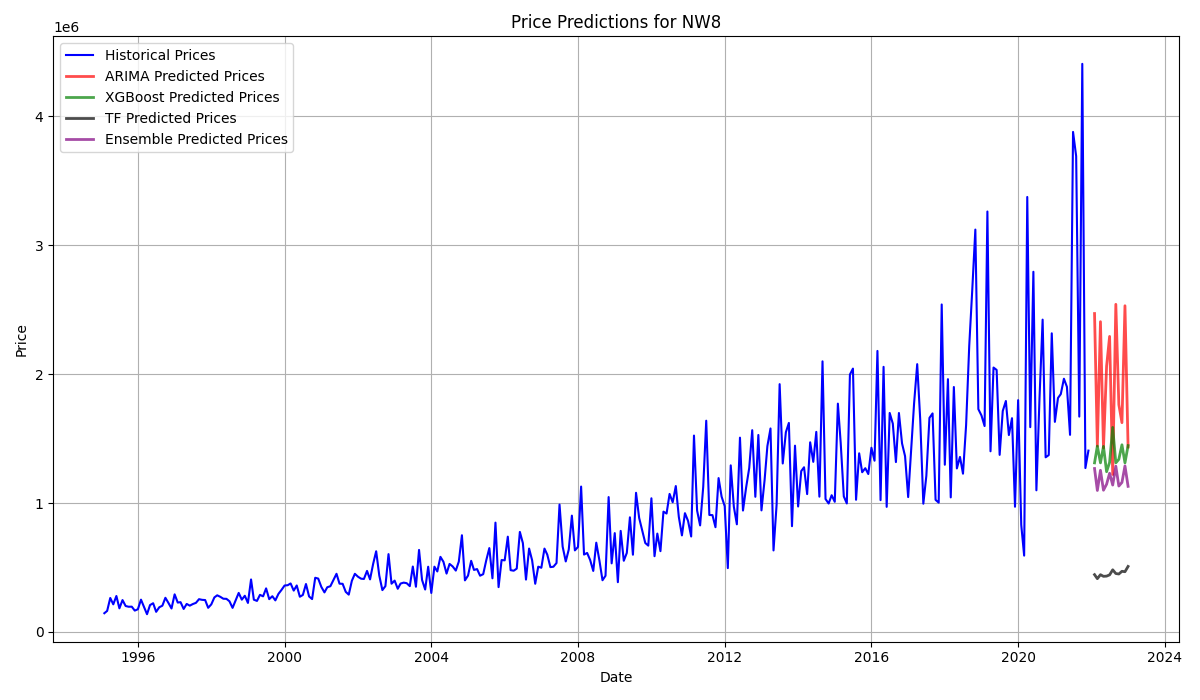 Price Predictions for NW8
1e6
Historical Prices
ARIMA Predicted Prices
XGBoost Predicted Prices
TF Predicted Prices
Ensemble Predicted Prices
4
3
2
1
0
Price
1996
2000
2004
2008
2012
2016
2020
2024
Date